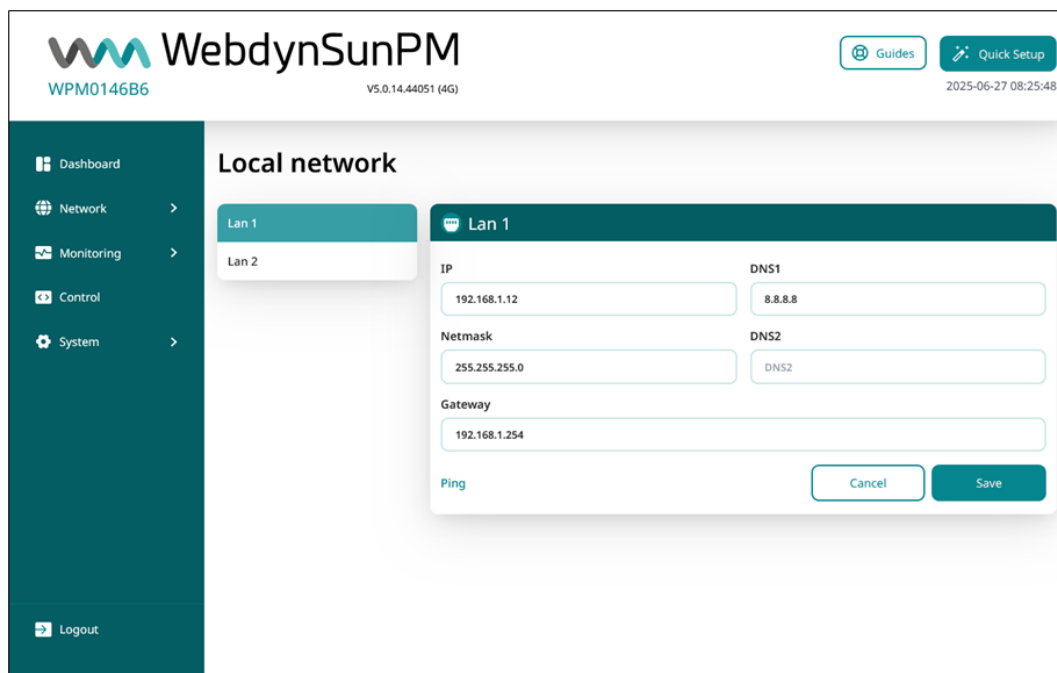 WebdynSunPM
WPM0146B6
V5.0.14.44051 (4G)
Guides
Quick Setup
2025-06-27 08:25:48
Dashboard
Network
Monitoring
Control
System
Logout
Local network
Lan 1
Lan 2
Lan 1
IP
192.168.1.12
DNS1
8.8.8.8
Netmask
255.255.255.0
DNS2
DNS2
Gateway
192.168.1.254
Ping
Cancel
Save